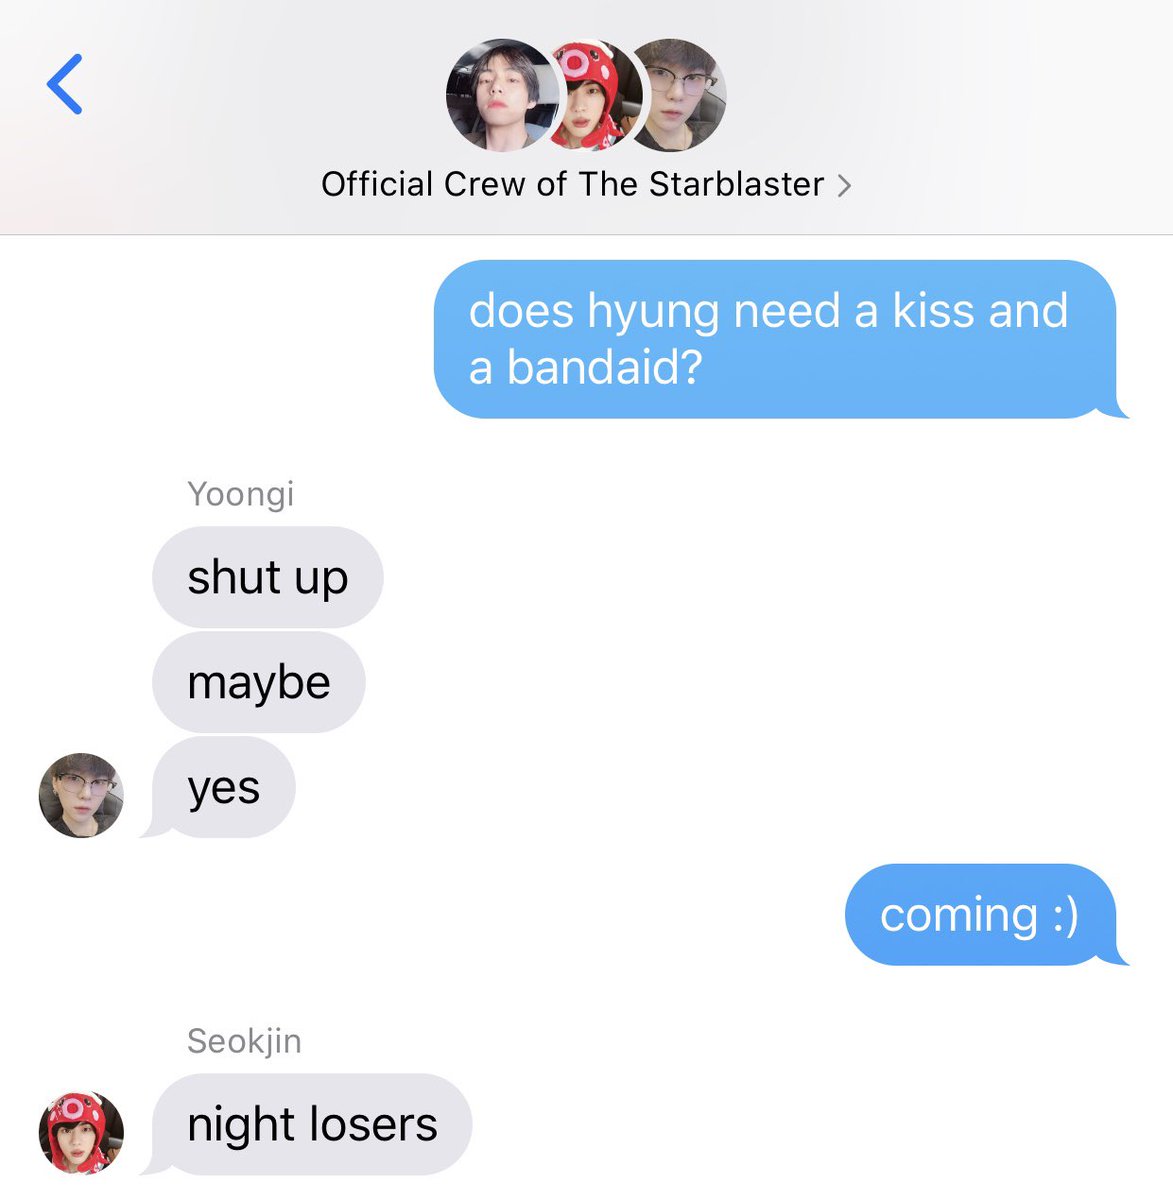 Official Crew of The Starblaster
does hyung need a kiss and
a bandaid?
Yoongi
shut up
maybe
yes
coming :)
Seokjin
night losers